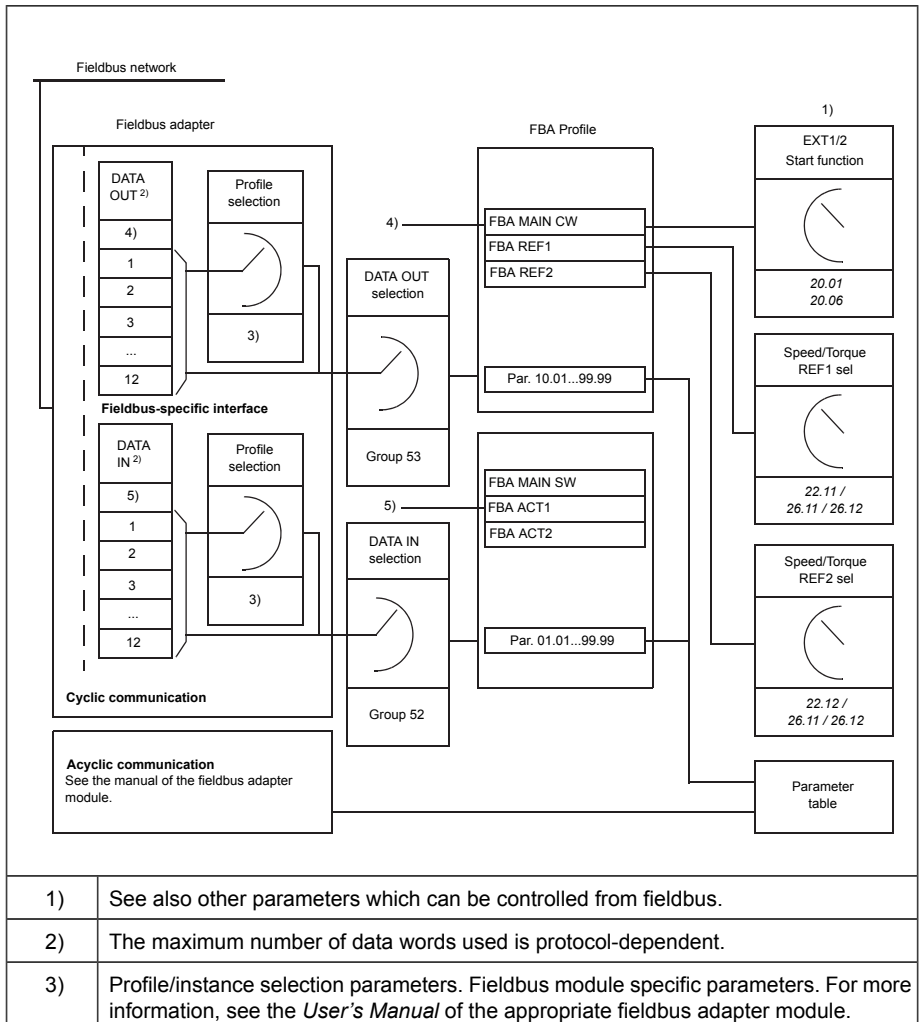 Fieldbus network
Fieldbus adapter
DATA
OUT 2)
4)
1
2
3
...
12
Profile
selection
3)
Fieldbus-specific interface
DATA
IN 2)
5)
1
2
3
...
12
Profile
selection
3)
Cyclic communication
4)
DATA OUT
selection
Group 53
5)
DATA IN
selection
Group 52
FBA Profile
FBA MAIN CW
FBA REF1
FBA REF2
Par. 10.01...99.99
FBA MAIN SW
FBA ACT1
FBA ACT2
Par. 01.01...99.99
1)
EXT1/2
Start function
20.01
20.06
Speed/Torque
REF1 sel
22.11 /
26.11 / 26.12
Speed/Torque
REF2 sel
22.12 /
26.11 / 26.12
Acyclic communication
See the manual of the fieldbus adapter
module.
Parameter
table
1) See also other parameters which can be controlled from fieldbus.
2) The maximum number of data words used is protocol-dependent.
3) Profile/instance selection parameters. Fieldbus module specific parameters. For more
information, see the User's Manual of the appropriate fieldbus adapter module.